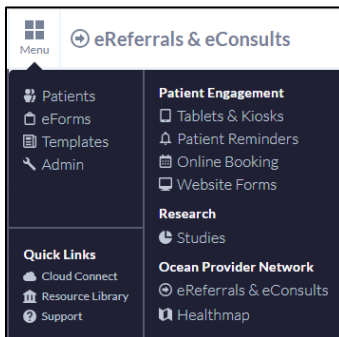 Menu
eReferrals & eConsults
Patients
eForms
Templates
Admin
Quick Links
Cloud Connect
Resource Library
Support
Patient Engagement
Tablets & Kiosks
Patient Reminders
Online Booking
Website Forms
Research
Studies
Ocean Provider Network
eReferrals & eConsults
Healthmap